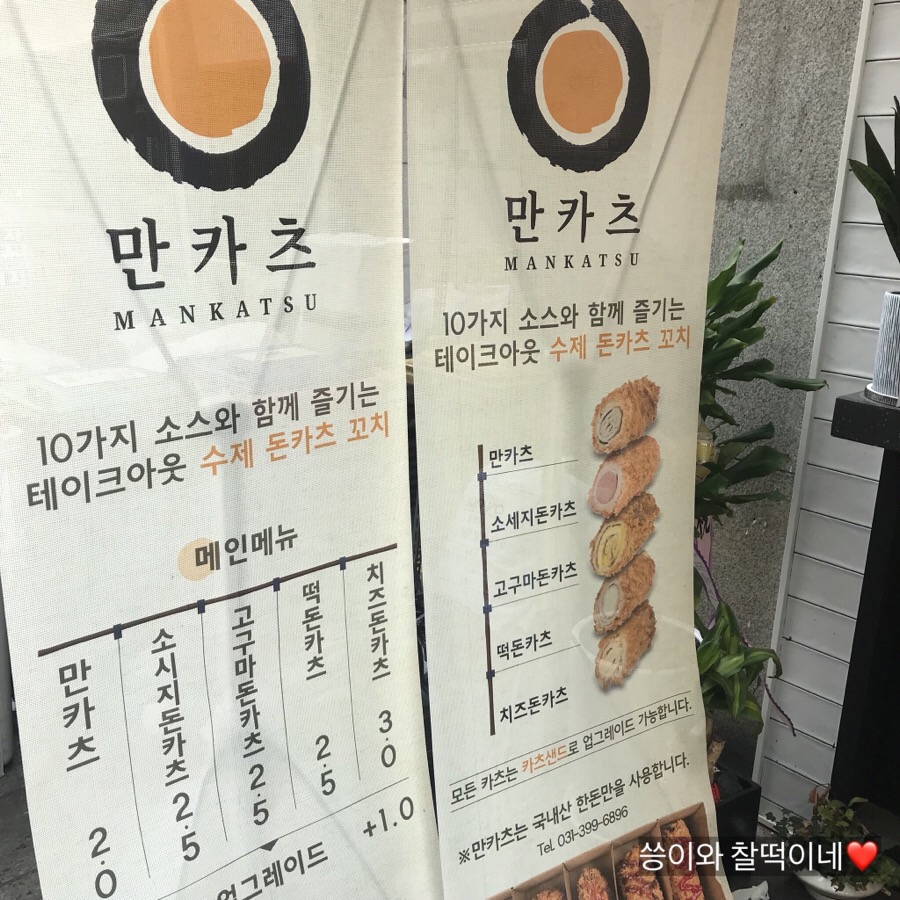 만카츠
MANKATSU
10가지 소스와 함께 즐기는
테이크아웃 수제 돈카츠 꼬치
메인메뉴
만카츠 2.0
소시지돈카츠 2.5
고구마돈카츠 2.5
떡돈카츠 2.5
치즈돈카츠 3.0
업그레이드 +1.0
만카츠
MANKATSU
10가지 소스와 함께 즐기는
테이크아웃 수제 돈카츠 꼬치
만카츠
소세지돈카츠
고구마돈카츠
떡돈카츠
치즈돈카츠
모든 카츠는 카츠샌드로 업그레이드 가능합니다.
※만카츠는 국내산 한돈만을 사용합니다.
Tel. 031-399-6896
쏭이와 찰떡이네❤️